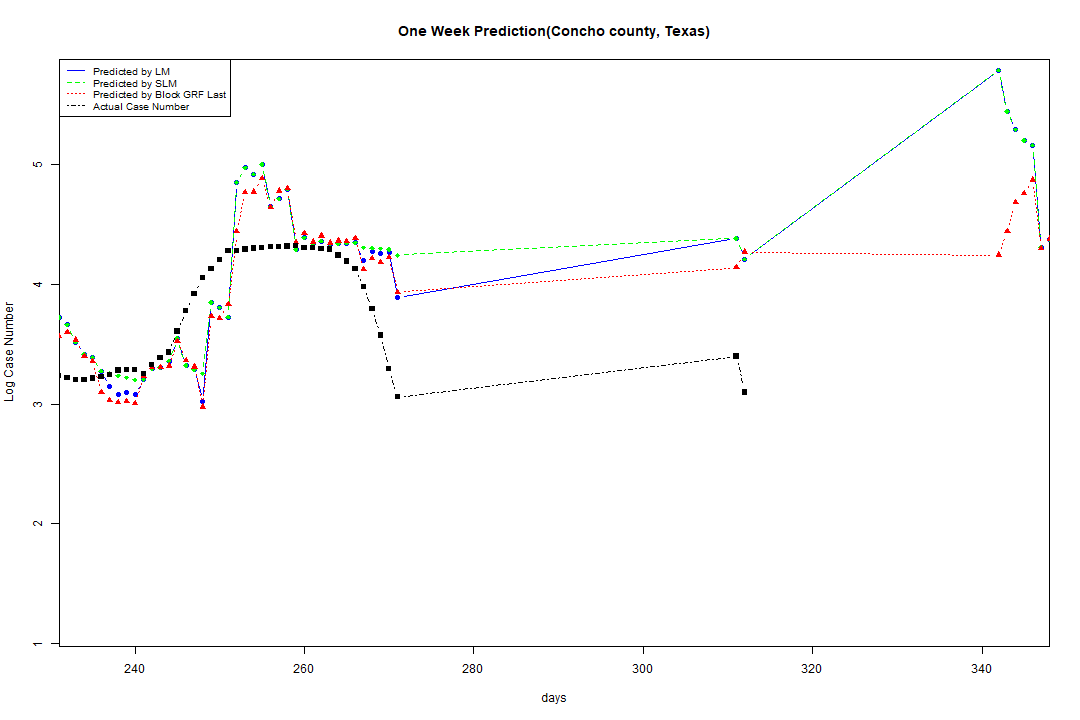 One Week Prediction(Concho county, Texas)
Predicted by LM
Predicted by SLM
Predicted by Block GRF Last
Actual Case Number
Log Case Number
5
4
3
2
1
240 260 280 300 320 340
days